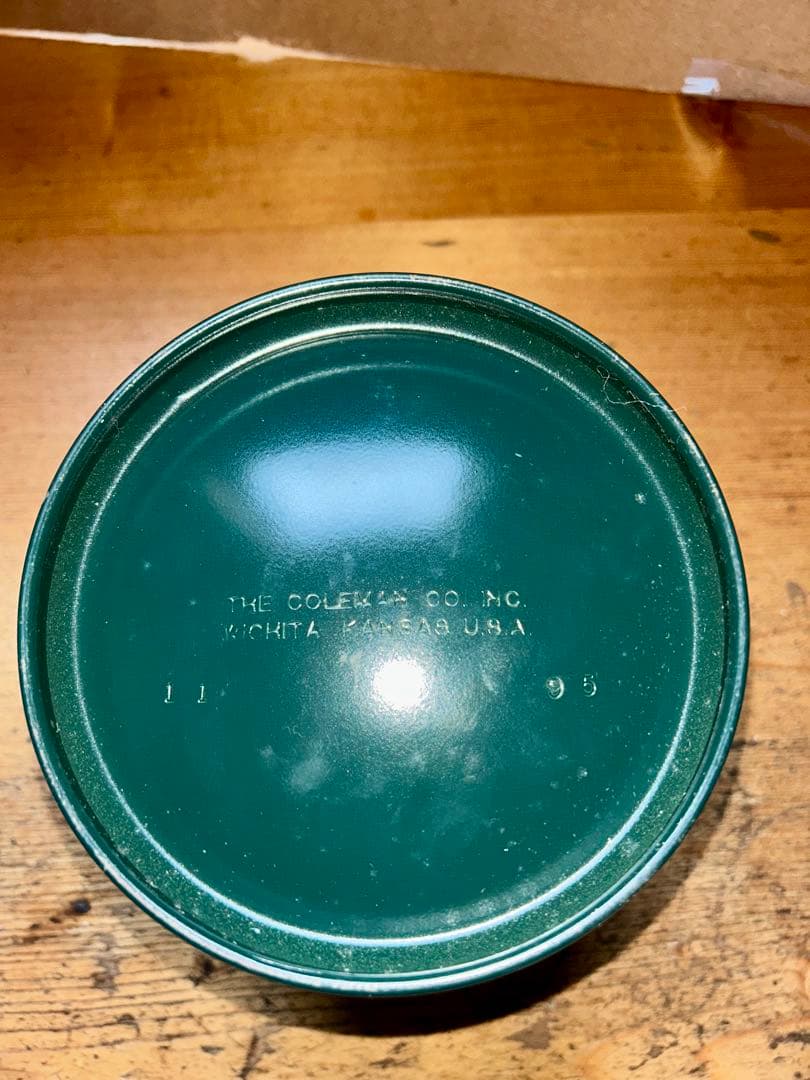 THE COLEMAN CO. INC.
WICHITA KANSAS U.S.A.
11 95